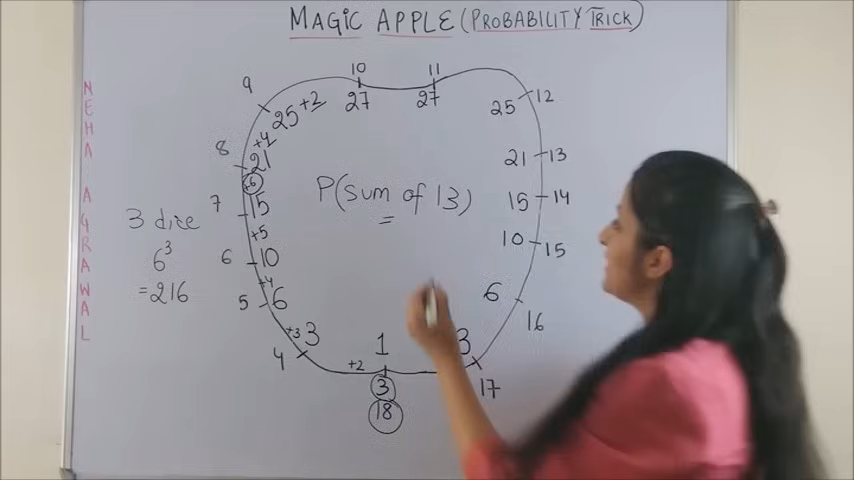 MAGIC APPLE (PROBABILITY TRICK)
NEHA AGRAWAL
10 11
9 27 27 12
25 +2 25
+4
8 21 21 13
+6
7 15 15 14
+5
6 10 10 15
+4
5 6 6 16
+3
4 3 3 17
+2 1
3
18
P(Sum of 13)
=
3 dice
6³
=216